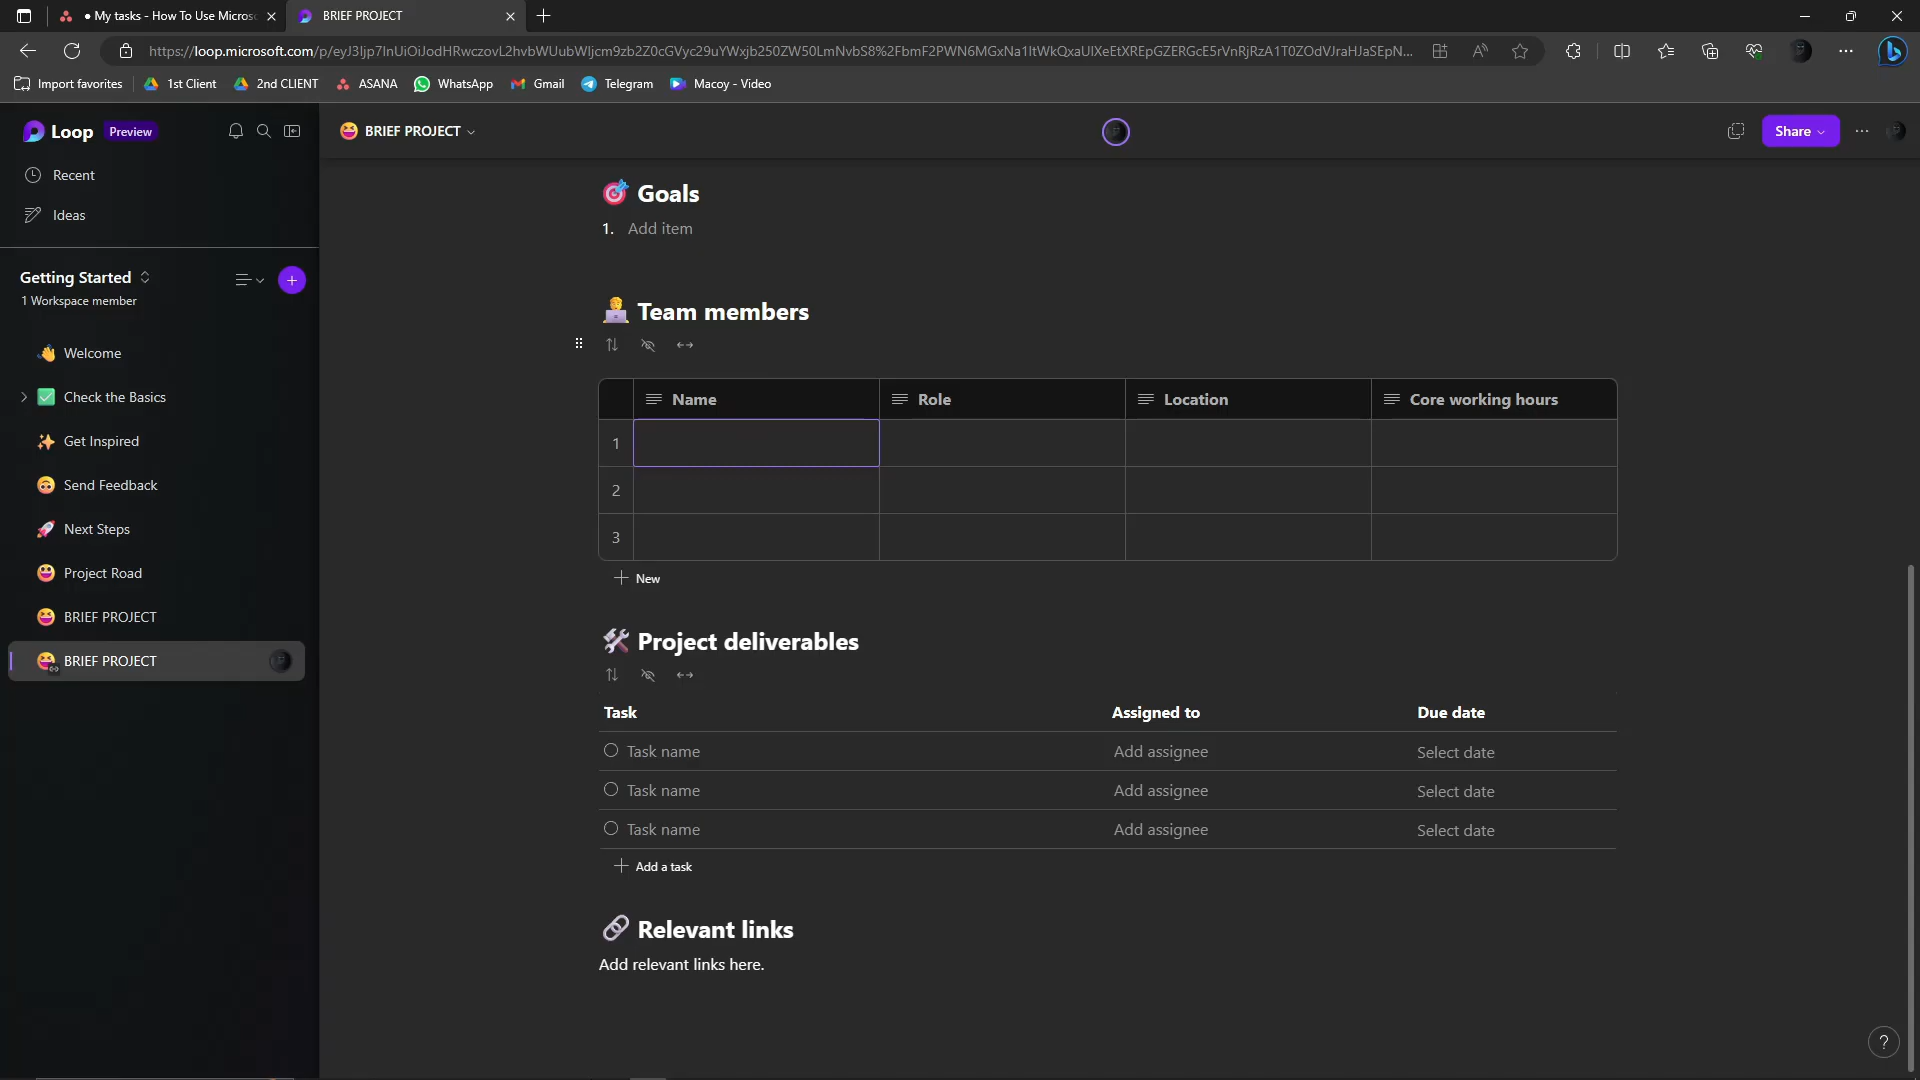 • My tasks - How To Use Micros
BRIEF PROJECT
https://loop.microsoft.com/p/
Import favorites
1st Client
2nd CLIENT
ASANA
WhatsApp
Gmail
Telegram
Macoy - Video
Loop
Preview
BRIEF PROJECT
Share
Recent
Ideas
Getting Started
1 Workspace member
Welcome
Check the Basics
Get Inspired
Send Feedback
Next Steps
Project Road
BRIEF PROJECT
BRIEF PROJECT
Goals
1. Add item
Team members
Name Role Location Core working hours
1
2
3
New
Project deliverables
Task Assigned to Due date
Task name Add assignee Select date
Task name Add assignee Select date
Task name Add assignee Select date
Add a task
Relevant links
Add relevant links here.
?